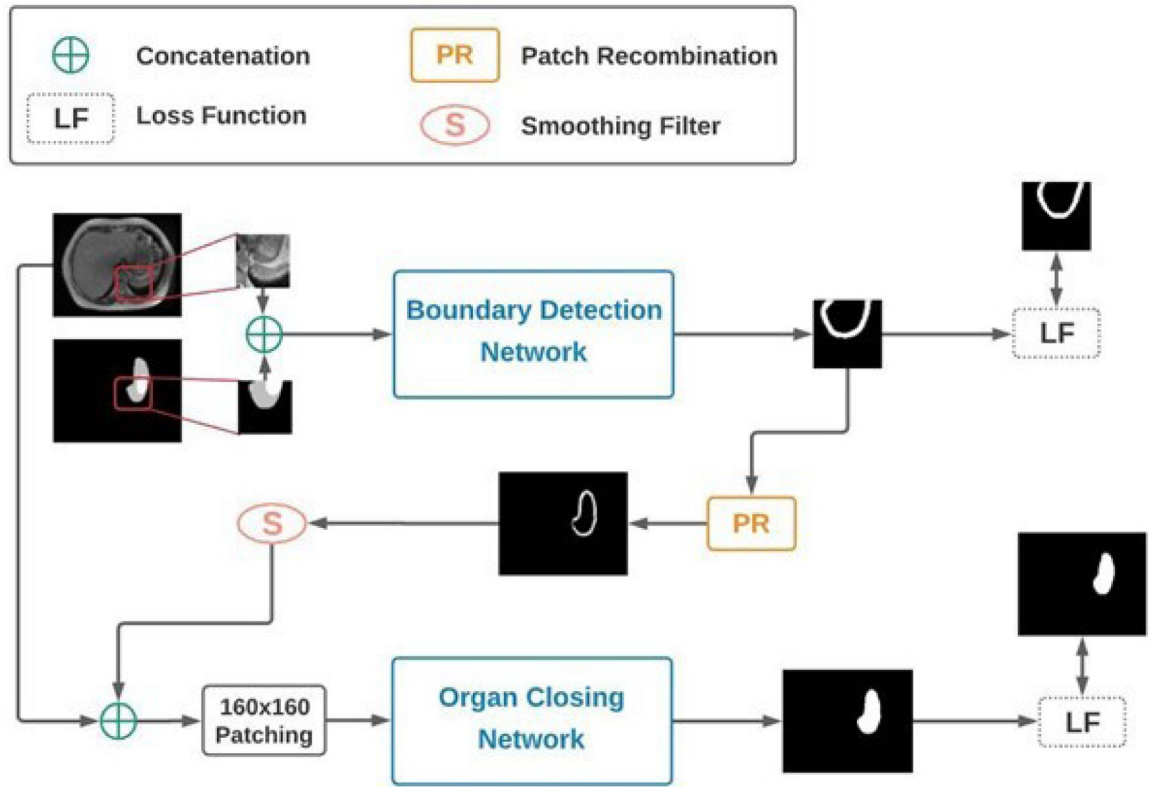 Concatenation
PR
Patch Recombination
LF
Loss Function
S
Smoothing Filter
Boundary Detection
Network
LF
S
PR
160x160
Patching
Organ Closing
Network
LF